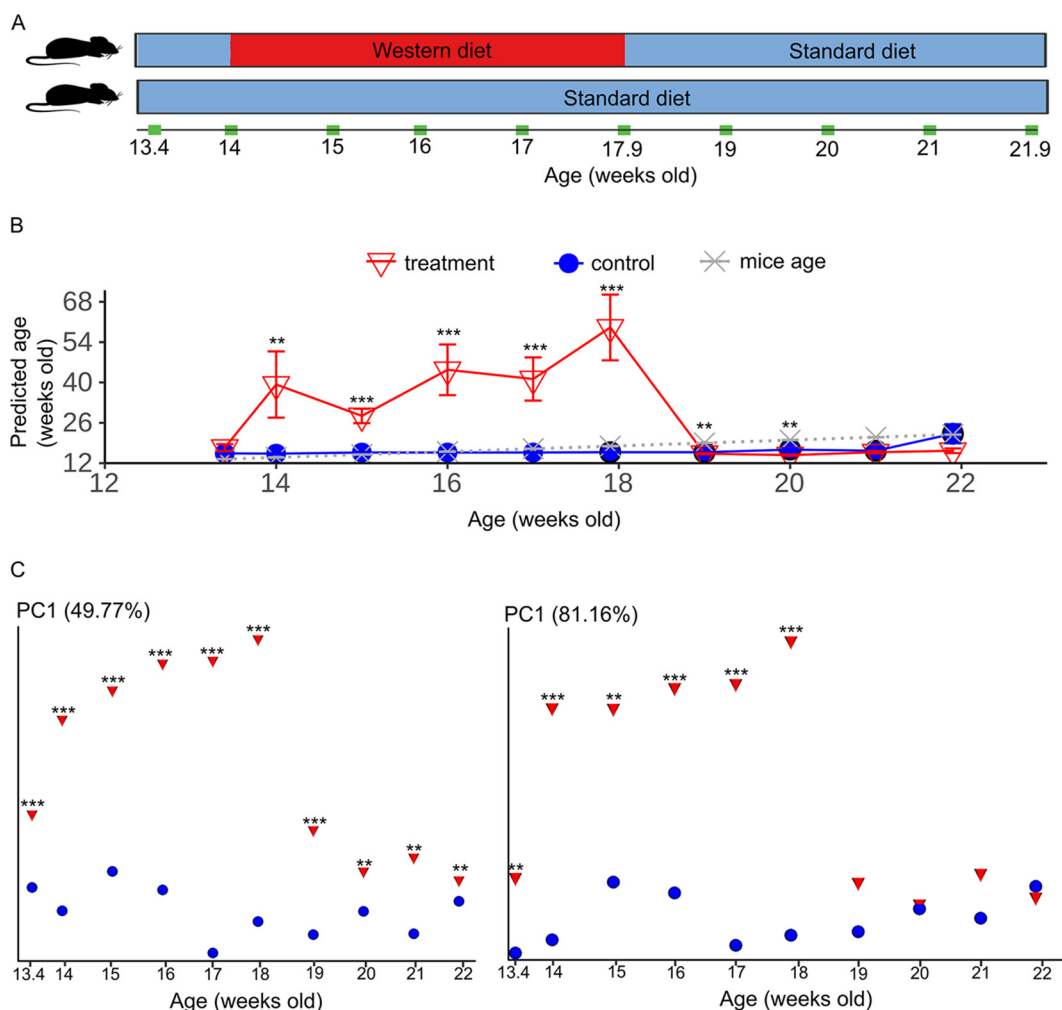 A
Western diet
Standard diet
Standard diet
13.4 14 15 16 17 17.9 19 20 21 21.9
Age (weeks old)
B
treatment control mice age
Predicted age
(weeks old)
68
54
40
26
12
** *** *** *** *** ** **
12 14 16 18 20 22
Age (weeks old)
C
PC1 (49.77%)
*** *** *** *** *** *** *** ** ** **
13.4 14 15 16 17 18 19 20 21 22
Age (weeks old)
PC1 (81.16%)
** *** ** *** *** ***
13.4 14 15 16 17 18 19 20 21 22
Age (weeks old)